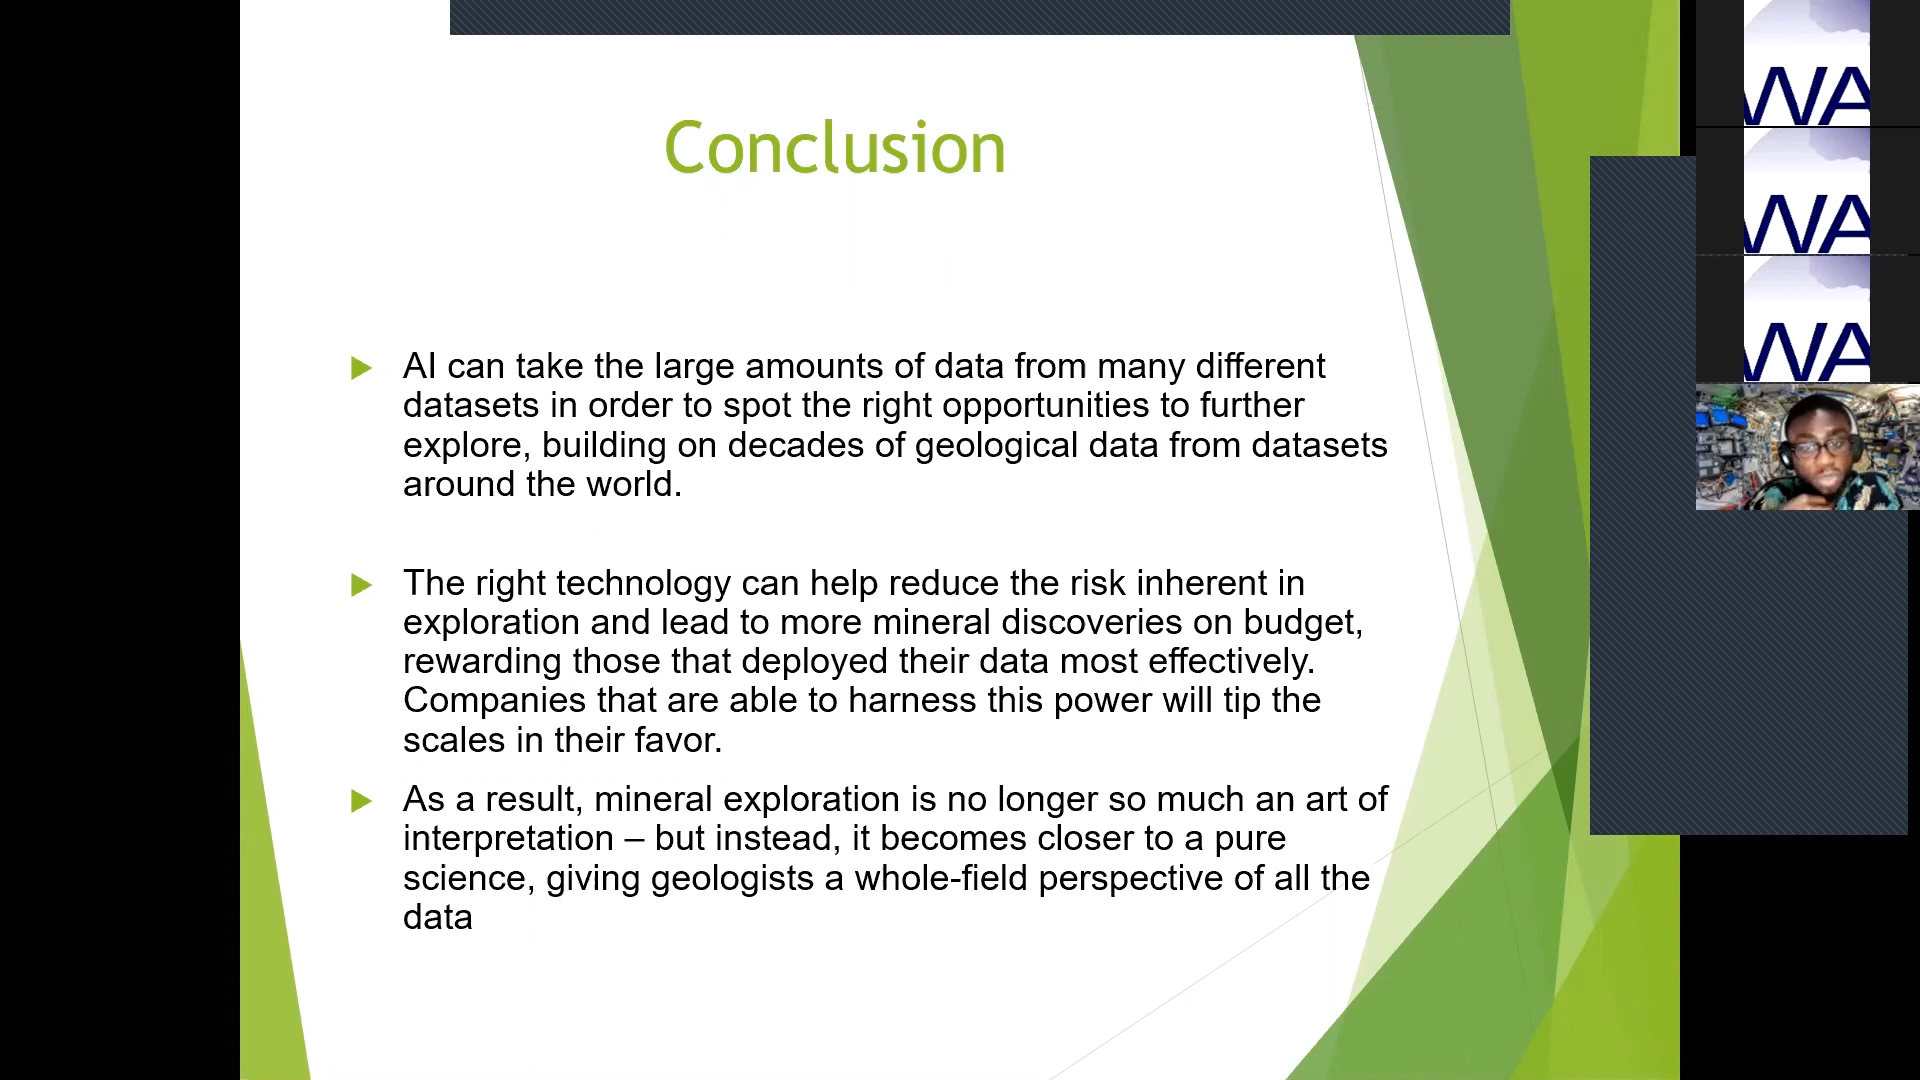 Conclusion
AI can take the large amounts of data from many different
datasets in order to spot the right opportunities to further
explore, building on decades of geological data from datasets
around the world.
The right technology can help reduce the risk inherent in
exploration and lead to more mineral discoveries on budget,
rewarding those that deployed their data most effectively.
Companies that are able to harness this power will tip the
scales in their favor.
As a result, mineral exploration is no longer so much an art of
interpretation – but instead, it becomes closer to a pure
science, giving geologists a whole-field perspective of all the
data
WA
WA
WA